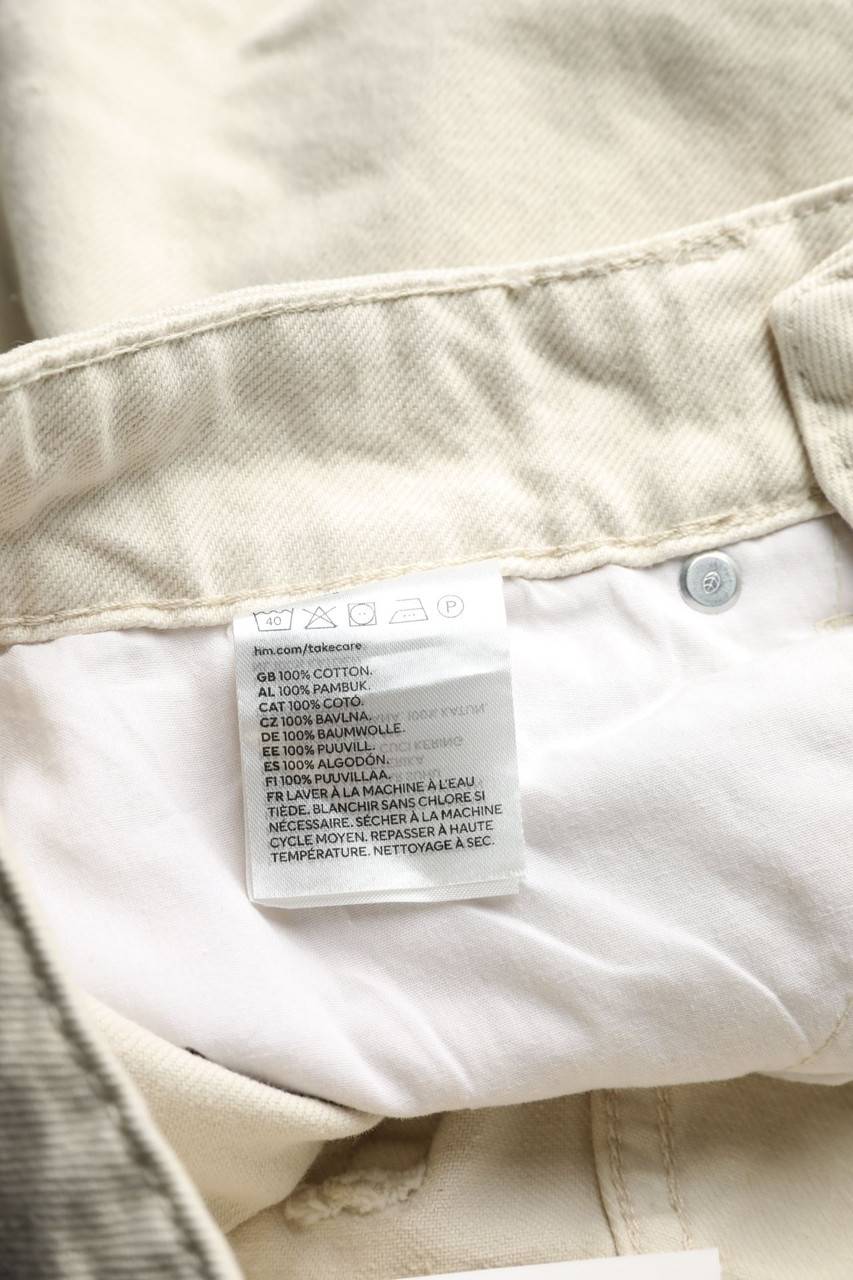 40 P
hm.com/takecare
GB 100% COTTON.
AL 100% PAMBUK.
CAT 100% COTÓ.
CZ 100% BAVLNA.
DE 100% BAUMWOLLE.
EE 100% PUUVILL.
ES 100% ALGODÓN.
FI 100% PUUVILLAA.
FR LAVER À LA MACHINE À L'EAU
TIÈDE. BLANCHIR SANS CHLORE SI
NÉCESSAIRE. SÉCHER À LA MACHINE
CYCLE MOYEN. REPASSER À HAUTE
TEMPÉRATURE. NETTOYAGE À SEC.